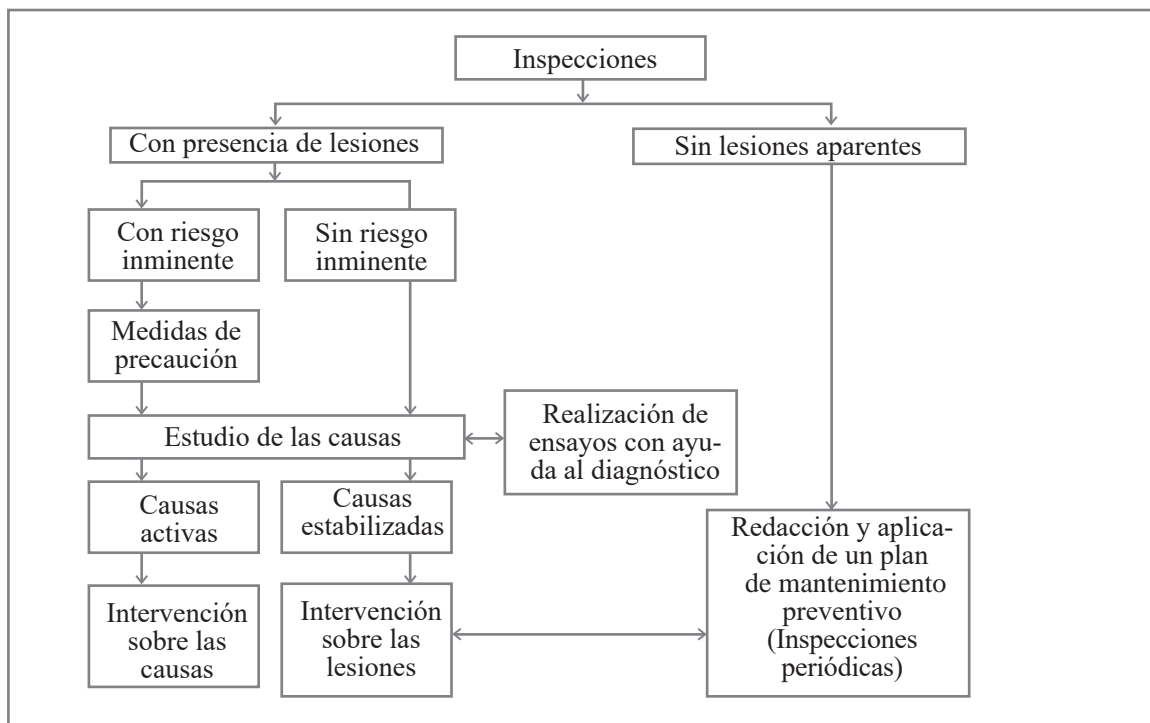 Inspecciones
Con presencia de lesiones
Sin lesiones aparentes
Con riesgo
inminente
Sin riesgo
inminente
Medidas de
precaución
Estudio de las causas
Realización de
ensayos con ayu-
da al diagnóstico
Causas
activas
Causas
estabilizadas
Redacción y aplica-
ción de un plan
de mantenimiento
preventivo
(Inspecciones
periódicas)
Intervención
sobre las
causas
Intervención
sobre las
lesiones